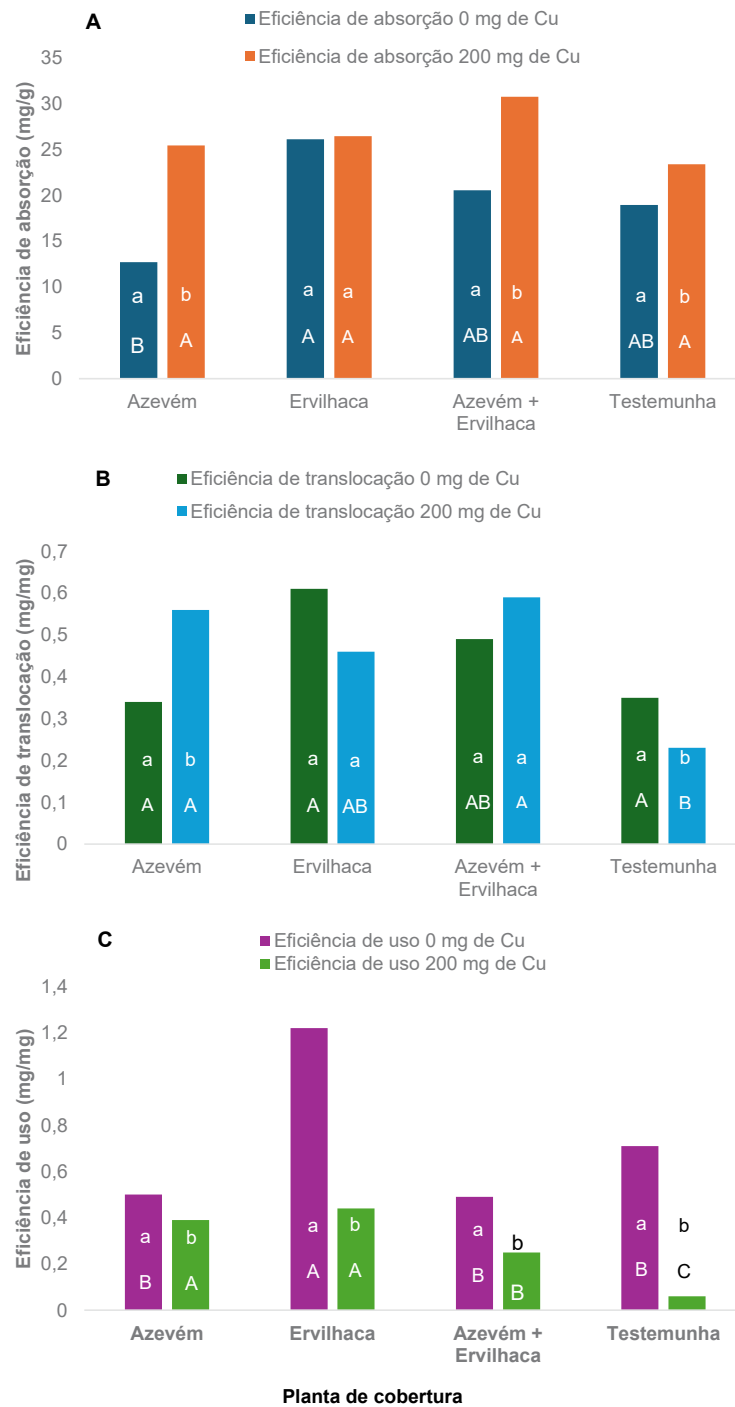 A
Eficiência de absorção 0 mg de Cu
Eficiência de absorção 200 mg de Cu
Eficiência de absorção (mg/g)
35
30
25
20
15
10
5
0
a b a a a b a b
B A A A AB A AB A
Azevém Ervilhaca Azevém + Testemunha
Ervilhaca
B
Eficiência de translocação 0 mg de Cu
Eficiência de translocação 200 mg de Cu
Eficiência de translocação (mg/mg)
0,7
0,6
0,5
0,4
0,3
0,2
0,1
0
a b a a a a a b
A A A AB AB A A B
Azevém Ervilhaca Azevém + Testemunha
Ervilhaca
C
Eficiência de uso 0 mg de Cu
Eficiência de uso 200 mg de Cu
Eficiência de uso (mg/mg)
1,4
1,2
1
0,8
0,6
0,4
0,2
0
a b a b a b a b
B A A A B B B C
Azevém Ervilhaca Azevém + Testemunha
Ervilhaca
Planta de cobertura